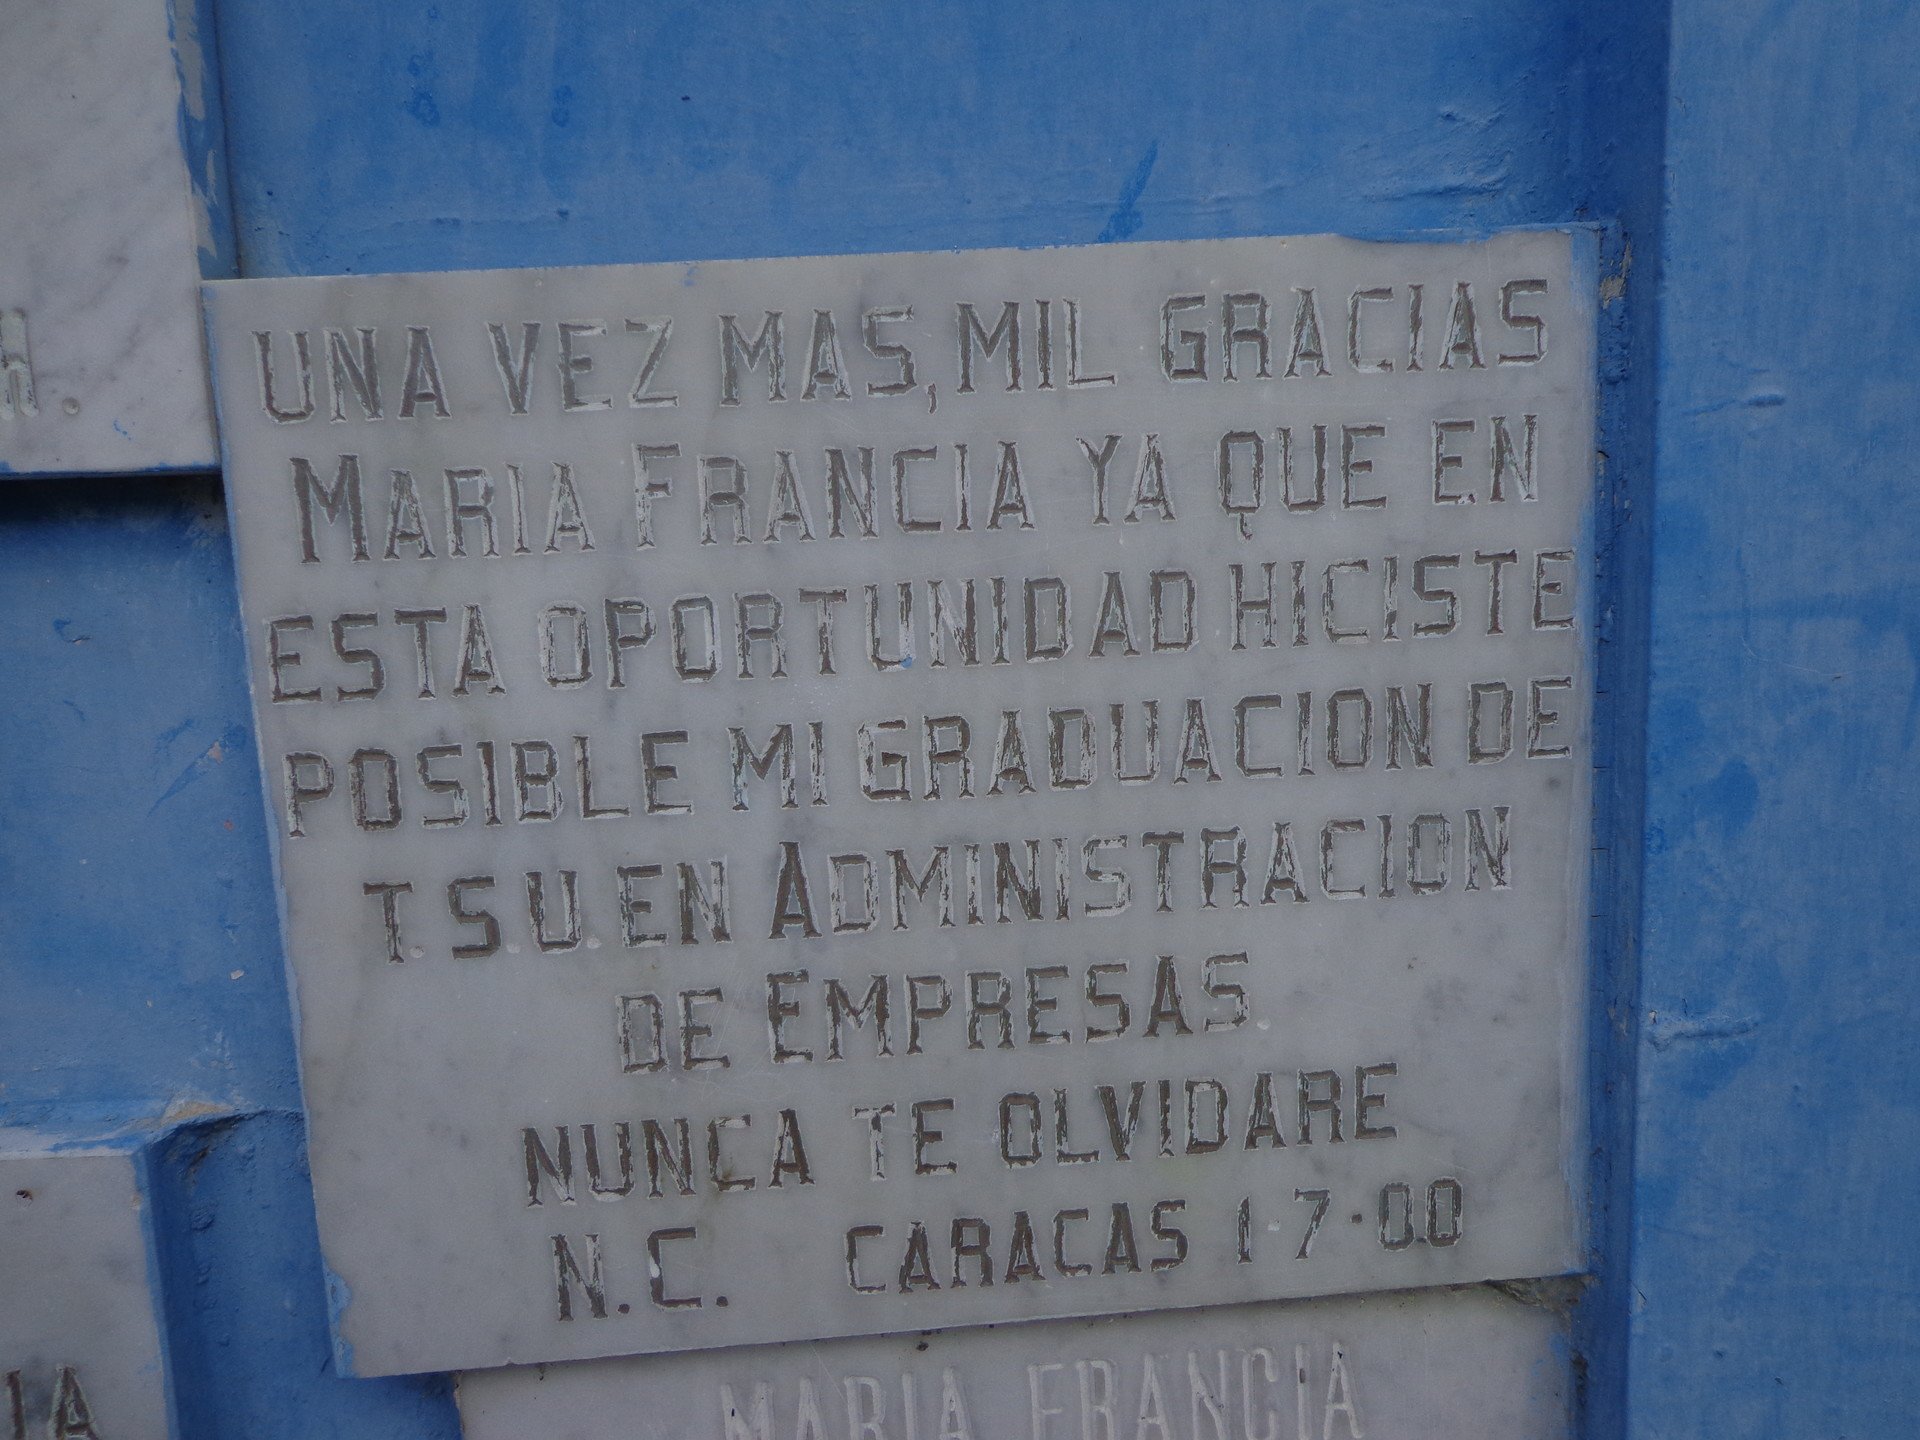 H.
UNA VEZ MAS, MIL GRACIAS
MARIA FRANCIA YA QUE EN
ESTA OPORTUNIDAD HICISTE
POSIBLE MI GRADUACION DE
T.S.U. EN ADMINISTRACION
DE EMPRESAS.
NUNCA TE OLVIDARE
N.C. CARACAS 1-7-00
MARIA FRANCIA
IA